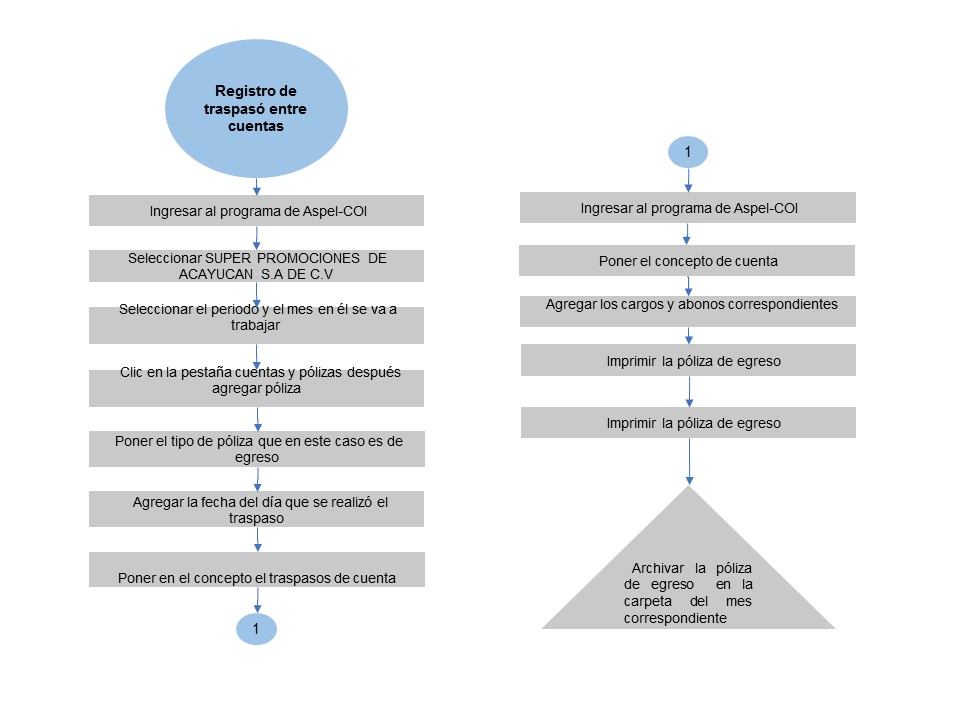 Registro de
traspasó entre
cuentas
Ingresar al programa de Aspel-COI
Seleccionar SUPER PROMOCIONES DE
ACAYUCAN S.A DE C.V
Seleccionar el periodo y el mes en él se va a
trabajar
Clic en la pestaña cuentas y pólizas después
agregar póliza
Poner el tipo de póliza que en este caso es de
egreso
Agregar la fecha del día que se realizó el
traspaso
Poner en el concepto el traspasos de cuenta
1
1
Ingresar al programa de Aspel-COI
Poner el concepto de cuenta
Agregar los cargos y abonos correspondientes
Imprimir la póliza de egreso
Imprimir la póliza de egreso
Archivar la póliza
de egreso en la
carpeta del mes
correspondiente